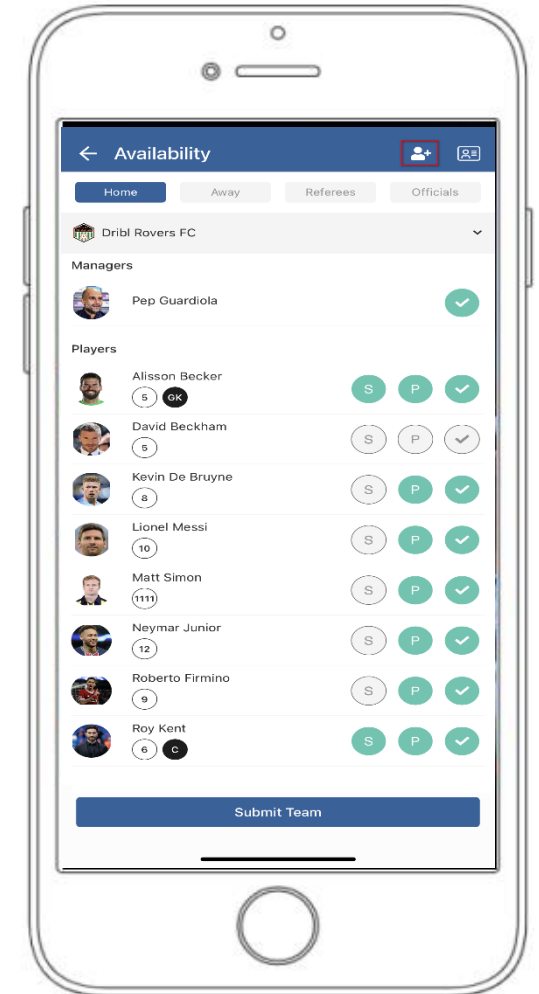 Availability
Home Away Referees Officials
Dribl Rovers FC
Managers
Pep Guardiola
Players
Alisson Becker
5 GK S P
David Beckham
5 S P
Kevin De Bruyne
8 S P
Lionel Messi
10 S P
Matt Simon
1111 S P
Neymar Junior
12 S P
Roberto Firmino
9 S P
Roy Kent
6 C S P
Submit Team